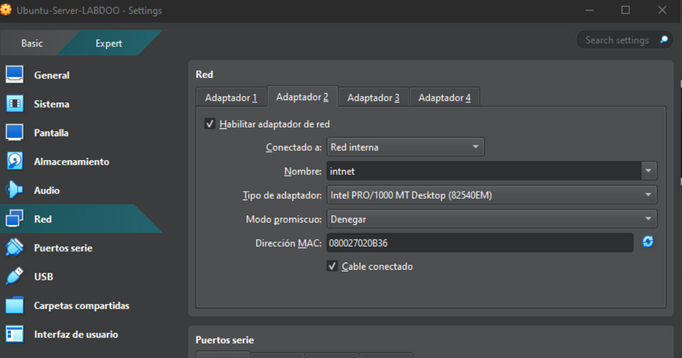 Ubuntu-Server-LABDOO - Settings
Basic Expert Search settings
General
Sistema
Pantalla
Almacenamiento
Audio
Red
Puertos serie
USB
Carpetas compartidas
Interfaz de usuario
Red
Adaptador 1 Adaptador 2 Adaptador 3 Adaptador 4
Habilitar adaptador de red
Conectado a: Red interna
Nombre: intnet
Tipo de adaptador: Intel PRO/1000 MT Desktop (82540EM)
Modo promiscuo: Denegar
Dirección MAC: 080027020B36
Cable conectado
Puertos serie